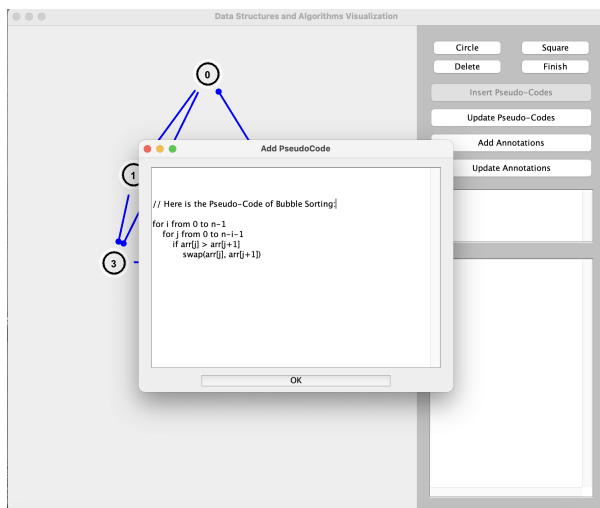 Data Structures and Algorithms Visualization
Circle
Square
Delete
Finish
Insert Pseudo-Codes
Update Pseudo-Codes
Add Annotations
Update Annotations
0
1
3
Add PseudoCode
// Here is the Pseudo-Code of Bubble Sorting:
for i from 0 to n-1
for j from 0 to n-i-1
if arr[j] > arr[j+1]
swap(arr[j], arr[j+1])
OK